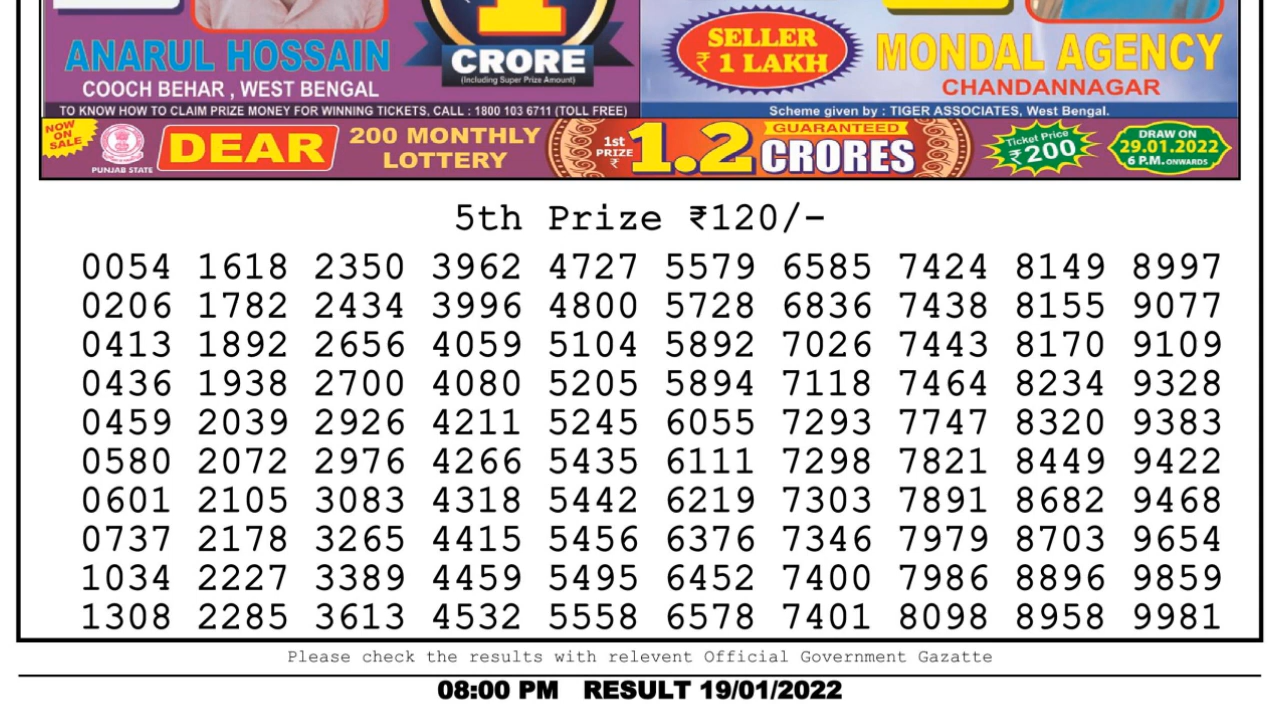 1
CRORE
(Including Super Prize Amount)
ANARUL HOSSAIN
COOCH BEHAR , WEST BENGAL
TO KNOW HOW TO CLAIM PRIZE MONEY FOR WINNING TICKETS, CALL : 1800 103 6711 (TOLL FREE)
SELLER
₹ 1 LAKH
MONDAL AGENCY
CHANDANNAGAR
Scheme given by : TIGER ASSOCIATES, West Bengal.
NOW
ON
SALE
PUNJAB STATE
DEAR
200 MONTHLY
LOTTERY
1st
PRIZE
₹
1.2
GUARANTEED
CRORES
Ticket Price
₹200
DRAW ON
29.01.2022
6 P.M. ONWARDS
5th Prize ₹120/-
0054 1618 2350 3962 4727 5579 6585 7424 8149 8997
0206 1782 2434 3996 4800 5728 6836 7438 8155 9077
0413 1892 2656 4059 5104 5892 7026 7443 8170 9109
0436 1938 2700 4080 5205 5894 7118 7464 8234 9328
0459 2039 2926 4211 5245 6055 7293 7747 8320 9383
0580 2072 2976 4266 5435 6111 7298 7821 8449 9422
0601 2105 3083 4318 5442 6219 7303 7891 8682 9468
0737 2178 3265 4415 5456 6376 7346 7979 8703 9654
1034 2227 3389 4459 5495 6452 7400 7986 8896 9859
1308 2285 3613 4532 5558 6578 7401 8098 8958 9981
Please check the results with relevent Official Government Gazatte
08:00 PM RESULT 19/01/2022